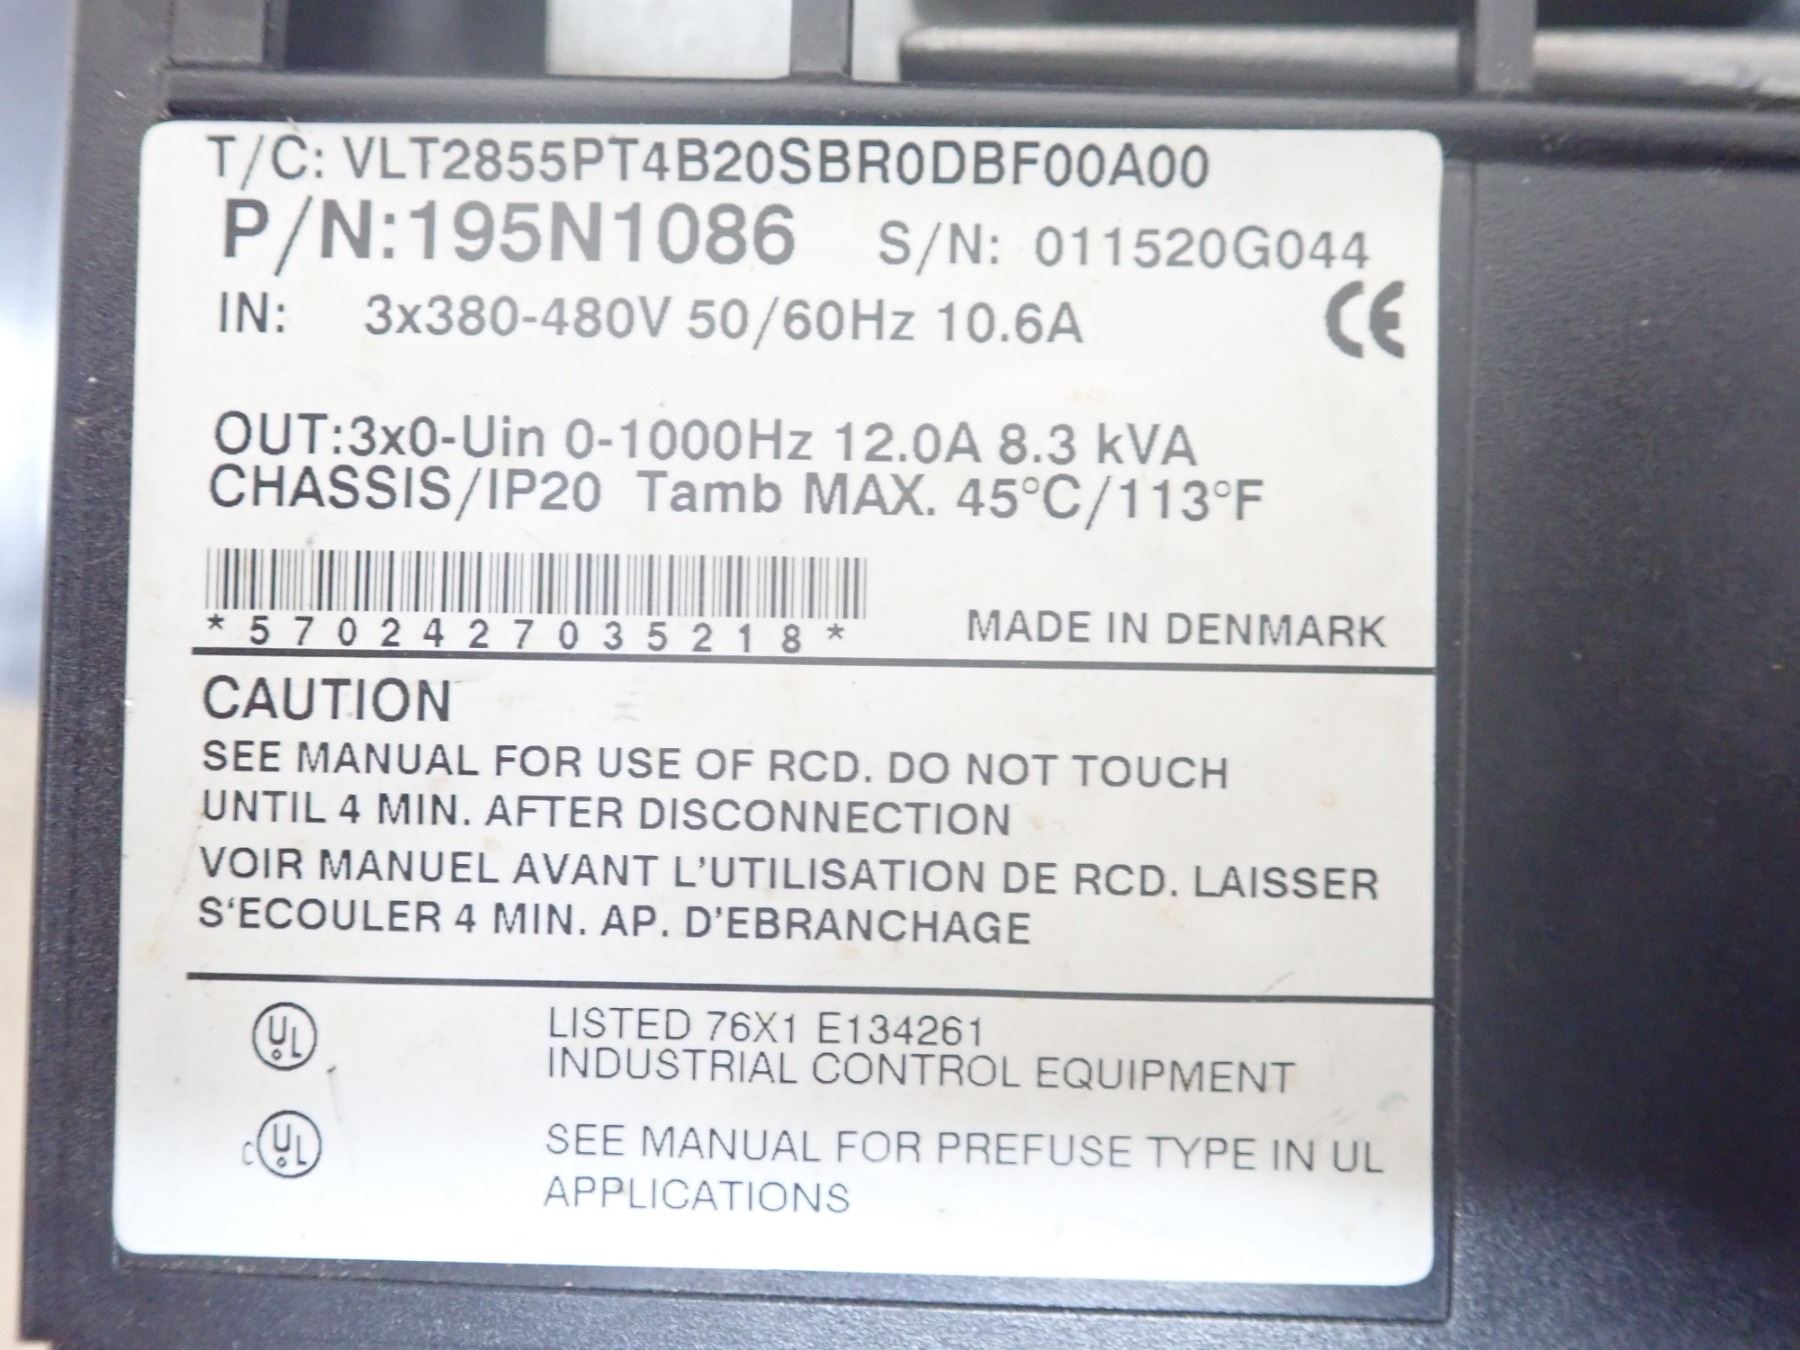 T/C: VLT2855PT4B20SBR0DBF00A00
P/N:195N1086 S/N: 011520G044
IN: 3x380-480V 50/60Hz 10.6A
CE
OUT:3x0-Uin 0-1000Hz 12.0A 8.3 kVA
CHASSIS/IP20 Tamb MAX. 45°C/113°F
*5702427035218*
MADE IN DENMARK
CAUTION
SEE MANUAL FOR USE OF RCD. DO NOT TOUCH
UNTIL 4 MIN. AFTER DISCONNECTION
VOIR MANUEL AVANT L'UTILISATION DE RCD. LAISSER
S'ECOULER 4 MIN. AP. D'EBRANCHAGE
UL
LISTED 76X1 E134261
INDUSTRIAL CONTROL EQUIPMENT
c UL
SEE MANUAL FOR PREFUSE TYPE IN UL
APPLICATIONS